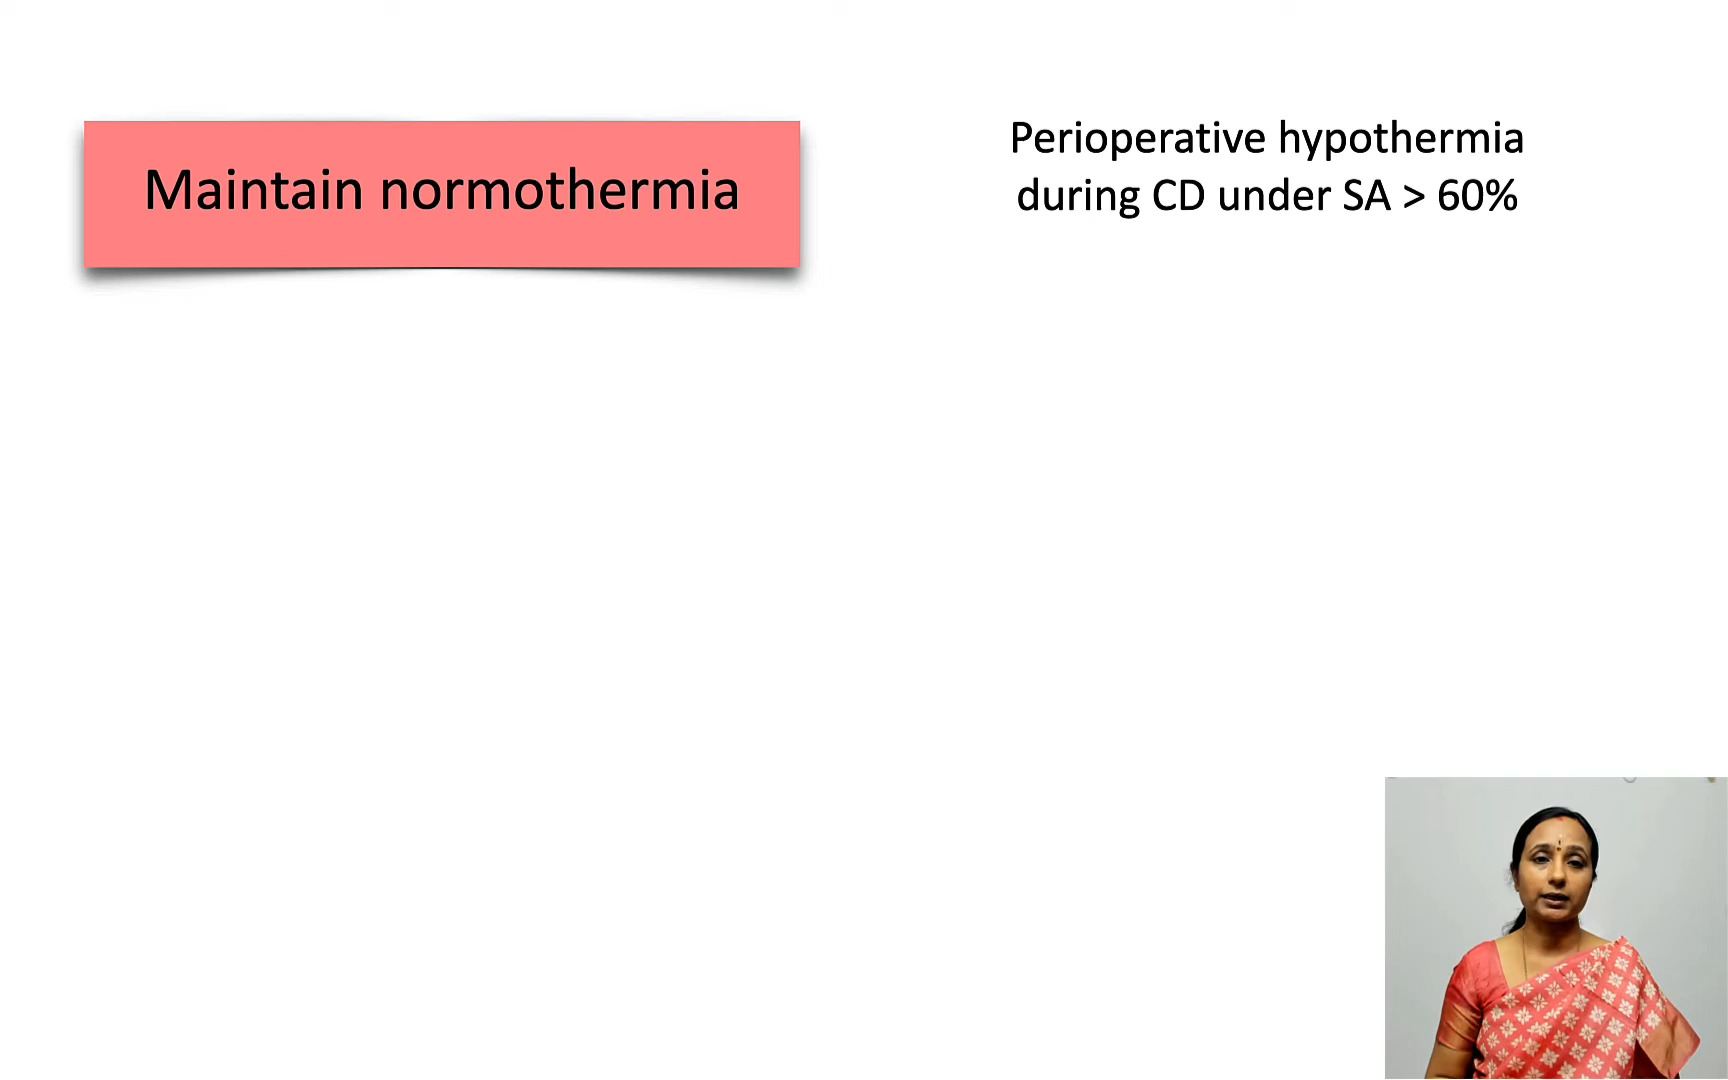 Maintain normothermia
Perioperative hypothermia
during CD under SA > 60%